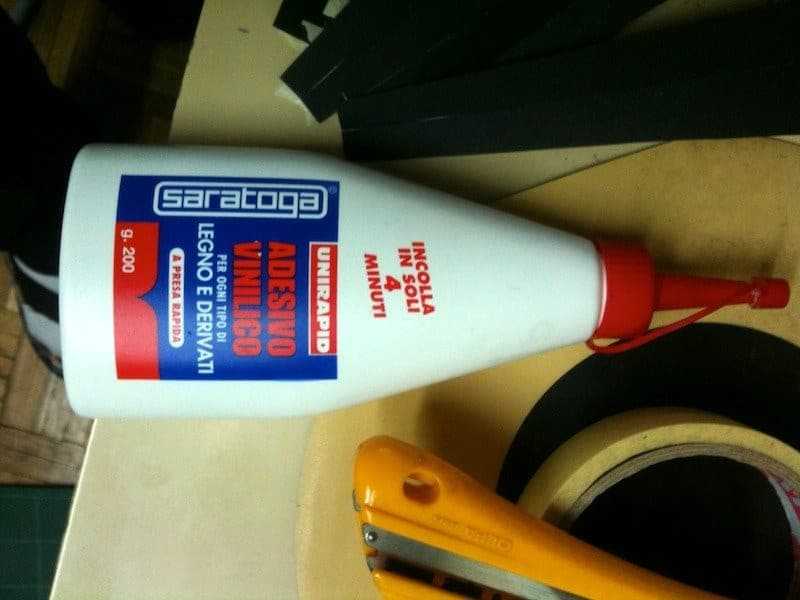 INCOLLA
IN SOLI
4
MINUTI
saratoga®
UNIRAPID
ADESIVO
VINILICO
PER OGNI TIPO DI
LEGNO E DERIVATI
A PRESA RAPIDA
g. 200